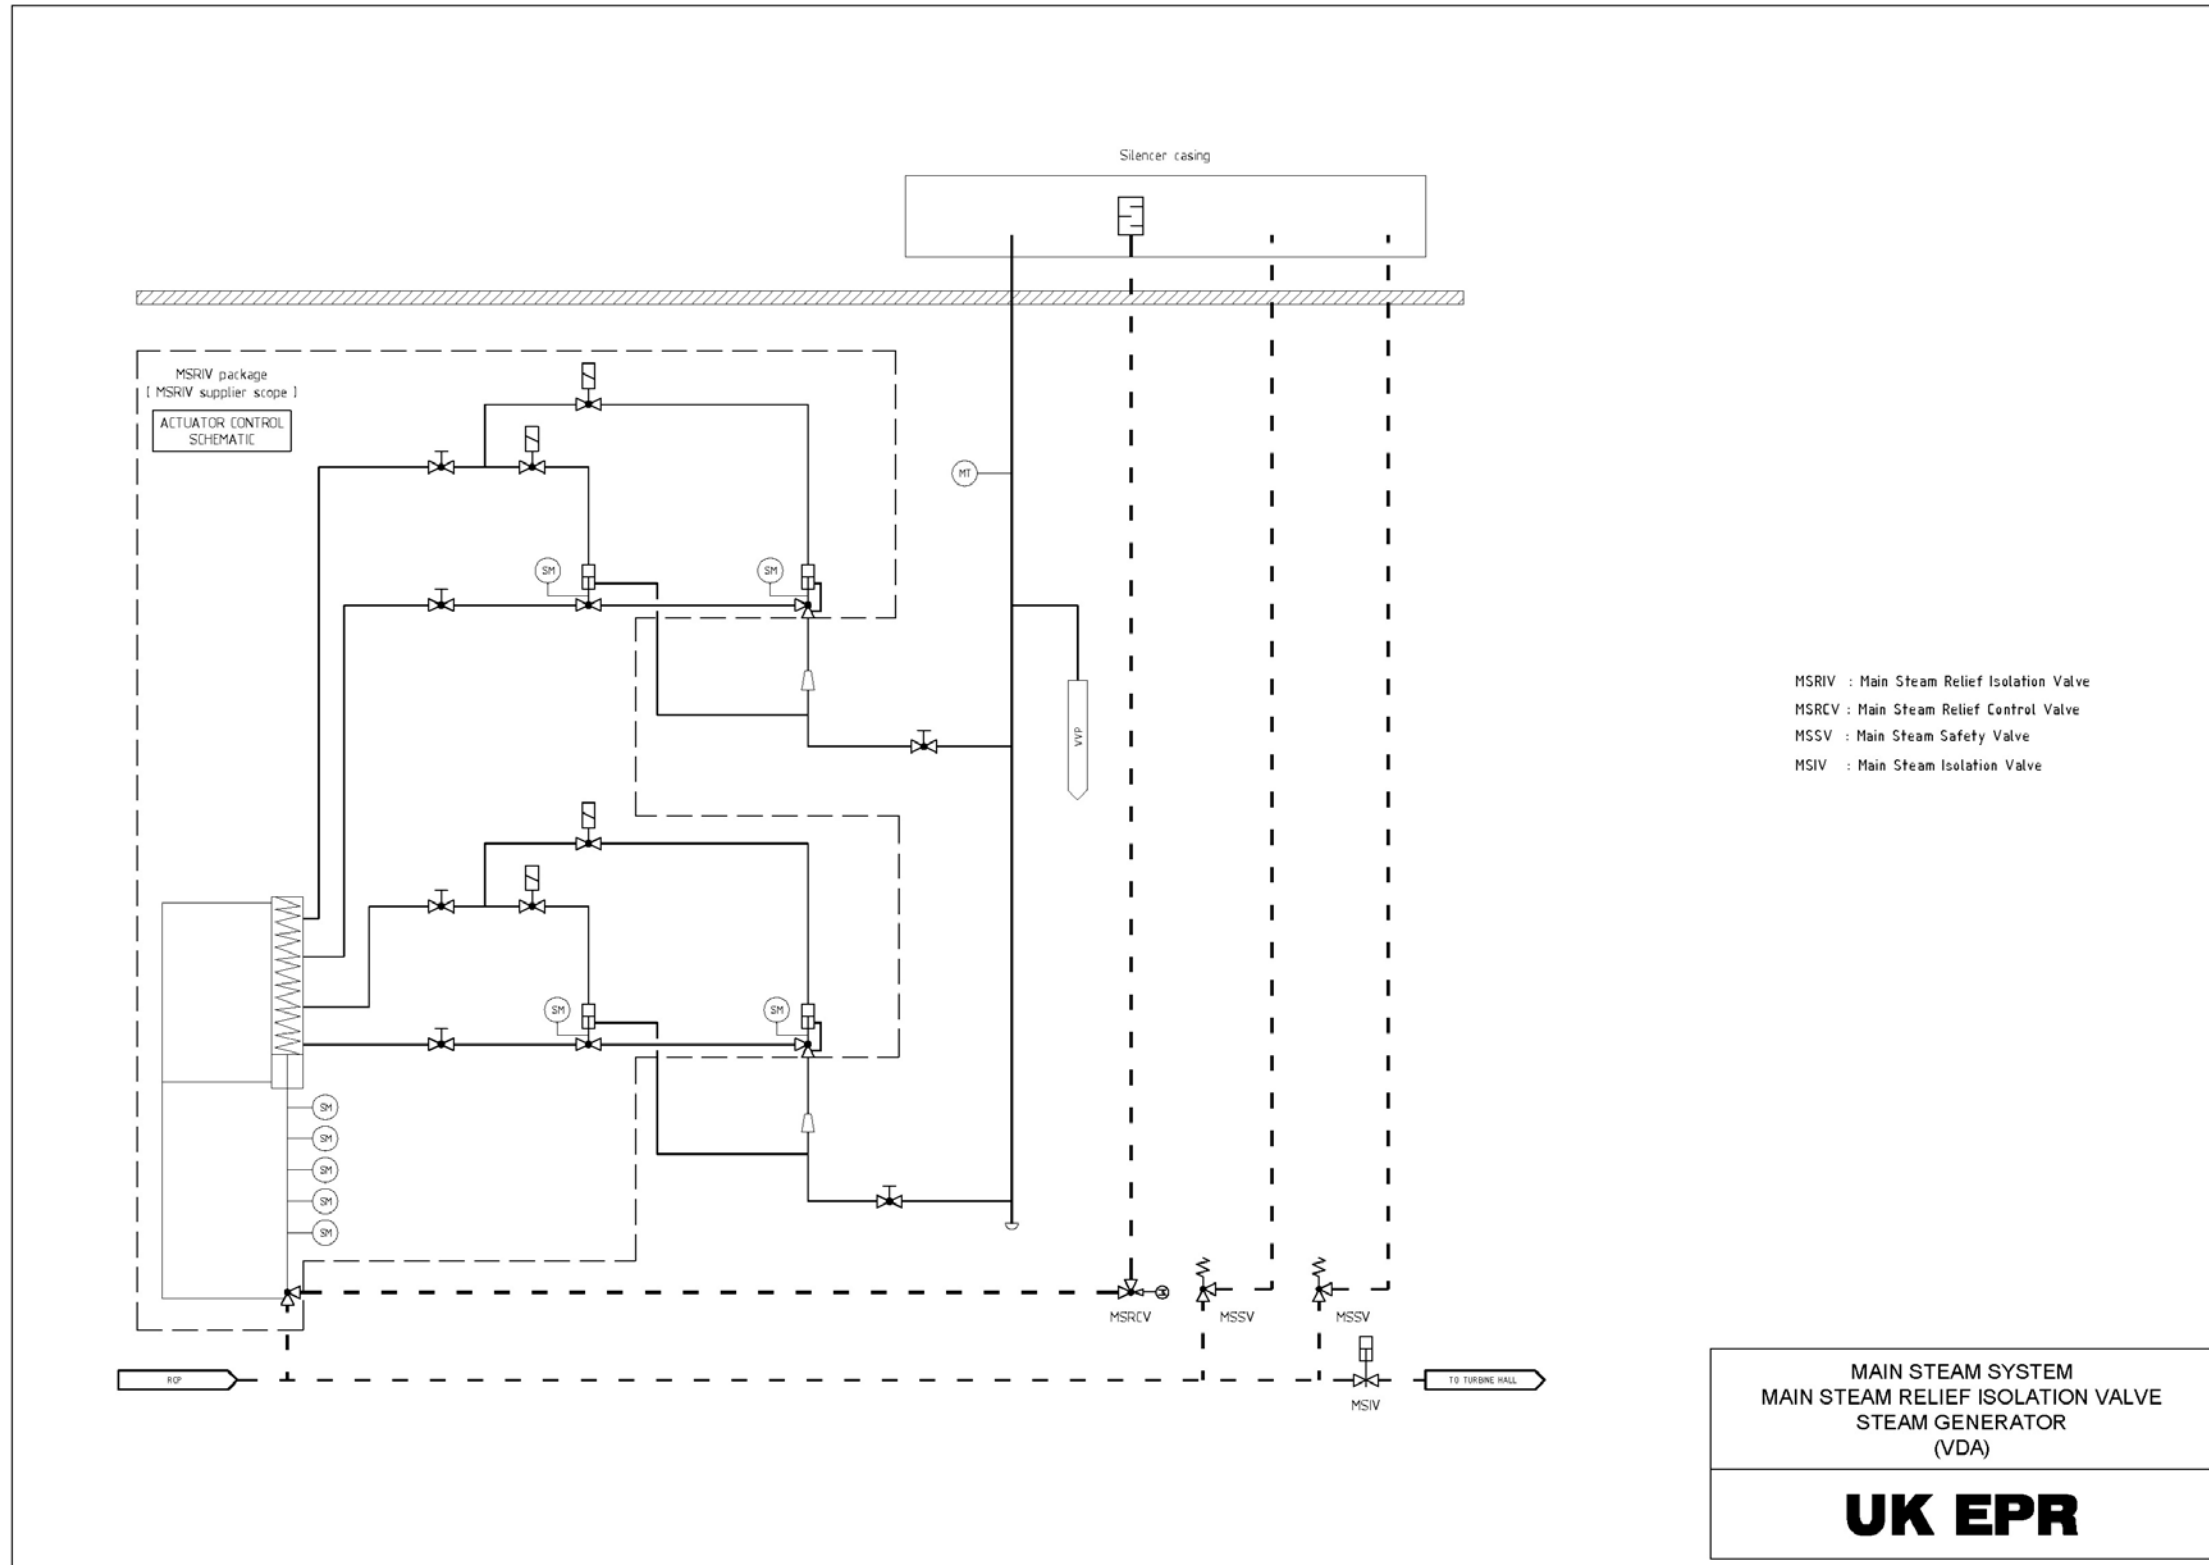 Silencer casing
MSRIV package
[ MSRIV supplier scope ]
ACTUATOR CONTROL
SCHEMATIC
MT
SM
SM
VVP
MSRIV : Main Steam Relief Isolation Valve
MSRCV : Main Steam Relief Control Valve
MSSV : Main Steam Safety Valve
MSIV : Main Steam Isolation Valve
SM
SM
SM
SM
SM
SM
SM
MSRCV
MSSV
MSSV
RCP
TO TURBINE HALL
MSIV
MAIN STEAM SYSTEM
MAIN STEAM RELIEF ISOLATION VALVE
STEAM GENERATOR
(VDA)
UK EPR